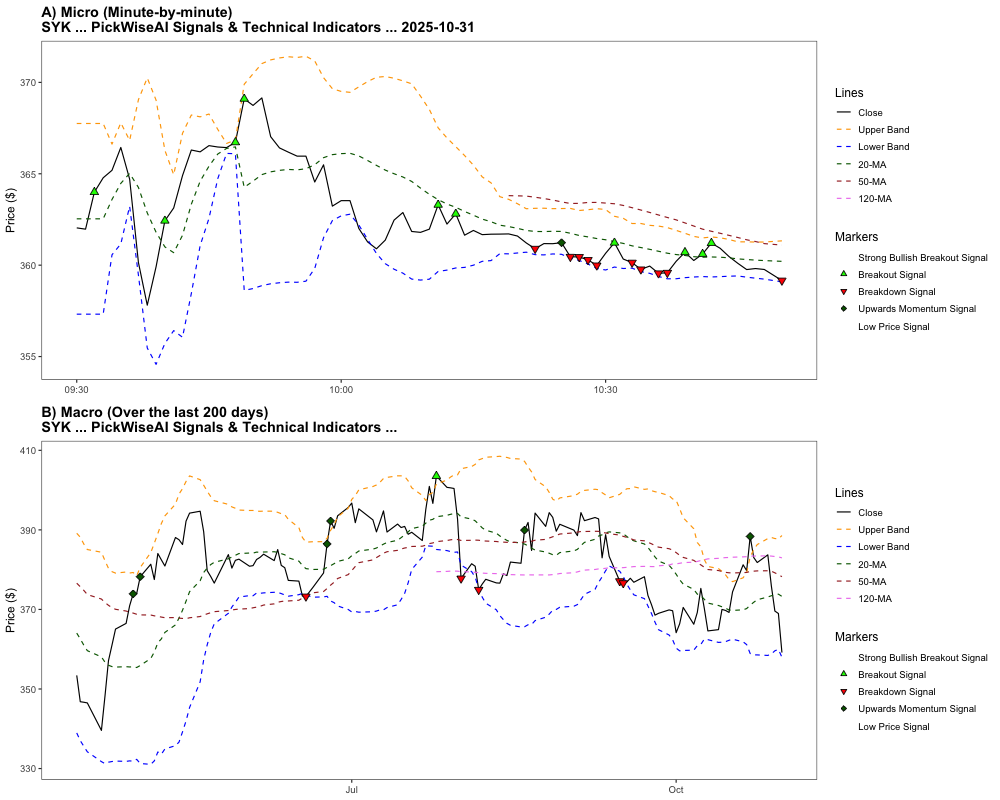 A) Micro (Minute-by-minute)
SYK ... PickWiseAI Signals & Technical Indicators ... 2025-10-31
Price ($)
370
365
360
355
09:30
10:00
10:30
Lines
Close
Upper Band
Lower Band
20-MA
50-MA
120-MA
Markers
Strong Bullish Breakout Signal
Breakout Signal
Breakdown Signal
Upwards Momentum Signal
Low Price Signal
B) Macro (Over the last 200 days)
SYK ... PickWiseAI Signals & Technical Indicators ...
Price ($)
410
390
370
350
330
Jul
Oct
Lines
Close
Upper Band
Lower Band
20-MA
50-MA
120-MA
Markers
Strong Bullish Breakout Signal
Breakout Signal
Breakdown Signal
Upwards Momentum Signal
Low Price Signal